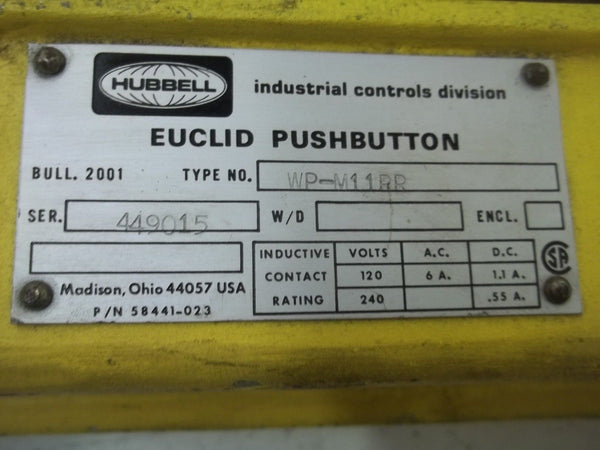 HUBBELL industrial controls division
EUCLID PUSHBUTTON
BULL. 2001 TYPE NO. WP-M11RR
SER. 449015 W/D ENCL.
INDUCTIVE VOLTS A.C. D.C.
CONTACT 120 6 A. 1.1 A.
RATING 240 .55 A.
SA
Madison, Ohio 44057 USA
P/N 58441-023